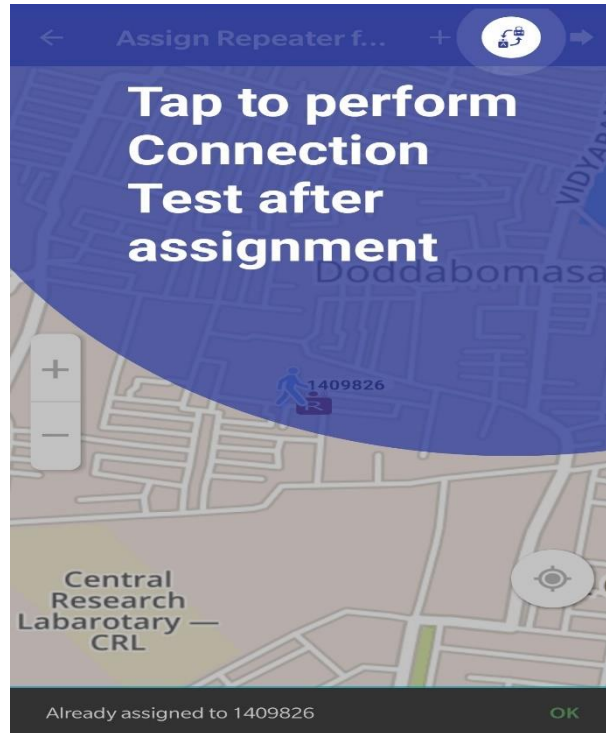 Assign Repeater f...
Tap to perform
Connection
Test after
assignment
VIDYA
Doddabomasa
1409826
R
Central
Research
Labarotary —
CRL
Already assigned to 1409826
OK